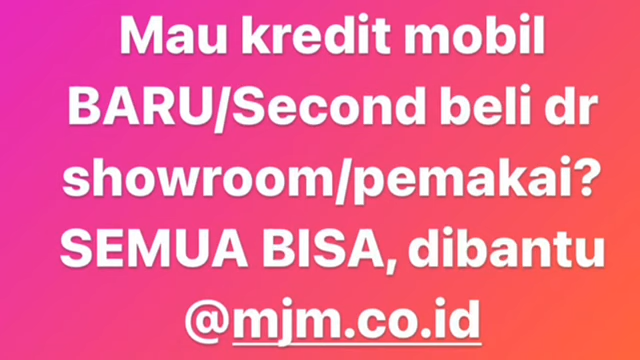 Mau kredit mobil
BARU/Second beli dr
showroom/pemakai?
SEMUA BISA, dibantu
@mjm.co.id